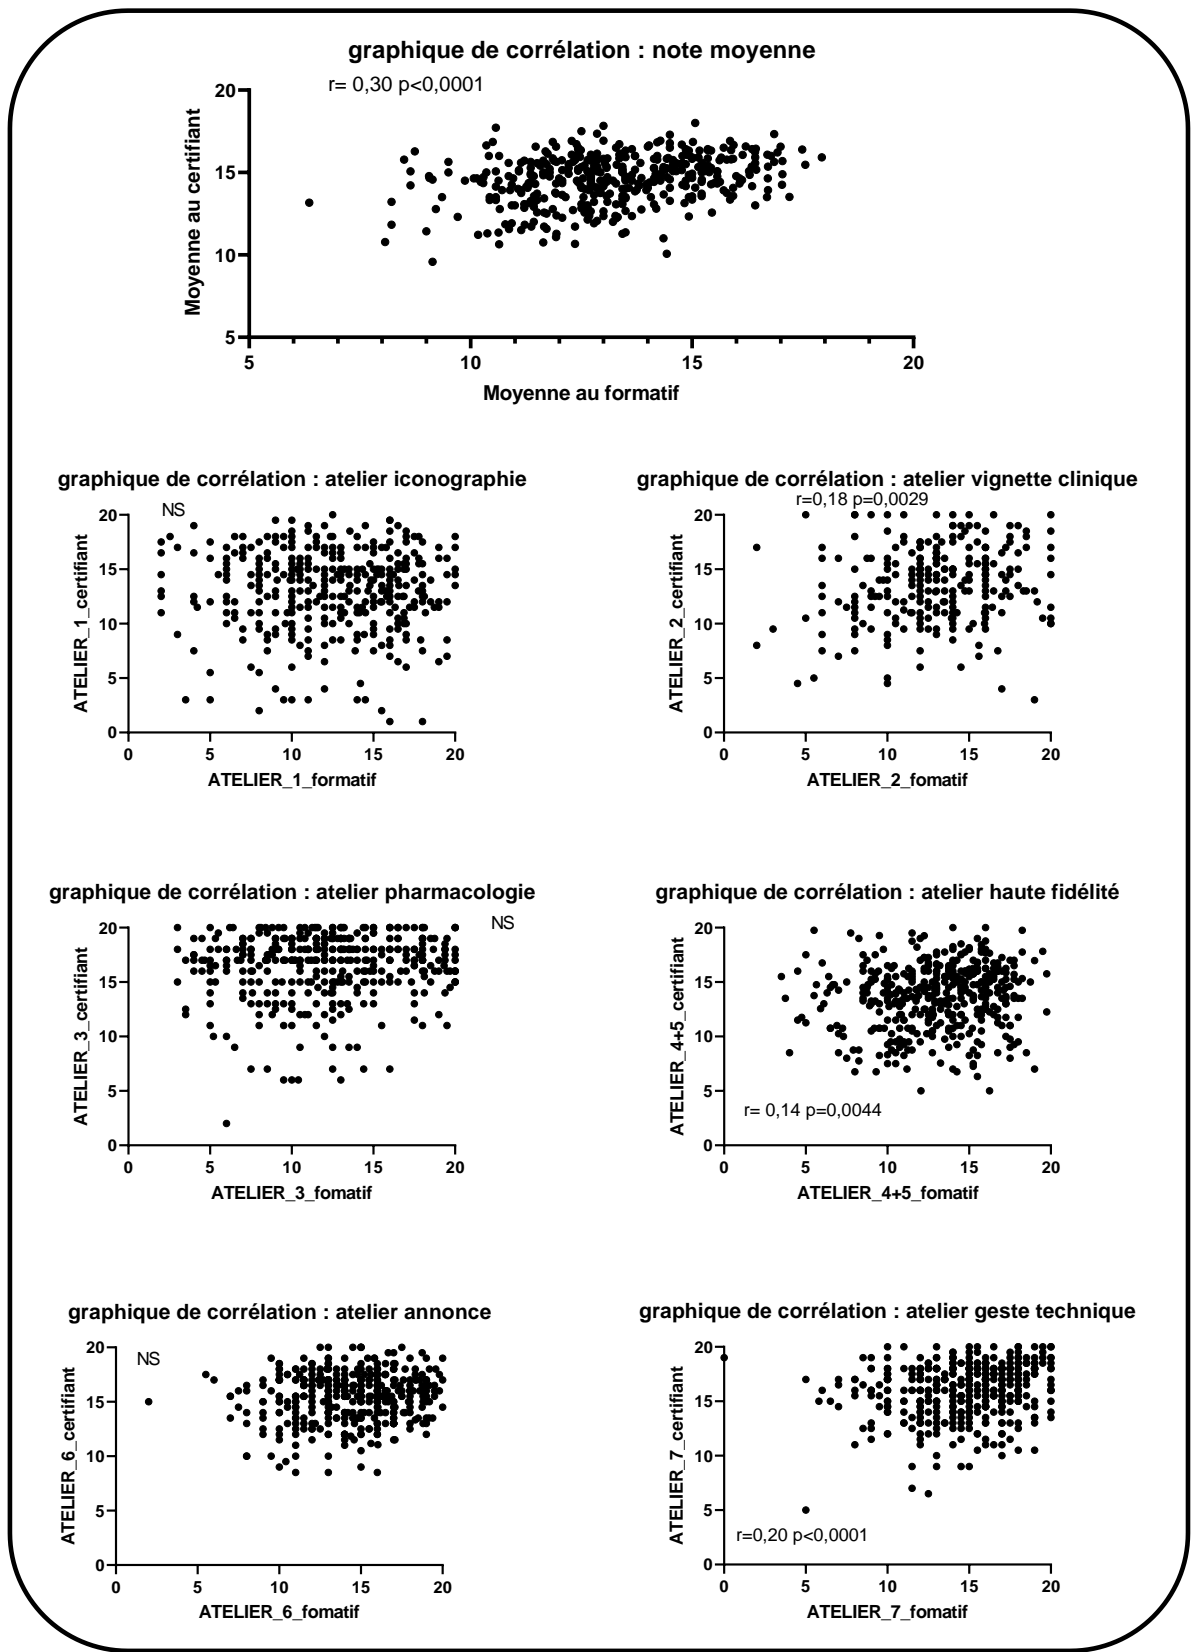 graphique de corrélation : note moyenne
r= 0,30 p<0,0001
20
15
10
5
Moyenne au certifiant
5
10
15
20
Moyenne au formatif
graphique de corrélation : atelier iconographie
NS
20
15
10
5
0
ATELIER_1_certifiant
0
5
10
15
20
ATELIER_1_formatif
graphique de corrélation : atelier vignette clinique
r=0,18 p=0,0029
20
15
10
5
0
ATELIER_2_certifiant
0
5
10
15
20
ATELIER_2_fomatif
graphique de corrélation : atelier pharmacologie
NS
20
15
10
5
0
ATELIER_3_certifiant
0
5
10
15
20
ATELIER_3_fomatif
graphique de corrélation : atelier haute fidélité
20
15
10
5
0
ATELIER_4+5_certifiant
r= 0,14 p=0,0044
0
5
10
15
20
ATELIER_4+5_fomatif
graphique de corrélation : atelier annonce
NS
20
15
10
5
0
ATELIER_6_certifiant
0
5
10
15
20
ATELIER_6_fomatif
graphique de corrélation : atelier geste technique
20
15
10
5
0
ATELIER_7_certifiant
r=0,20 p<0,0001
0
5
10
15
20
ATELIER_7_fomatif